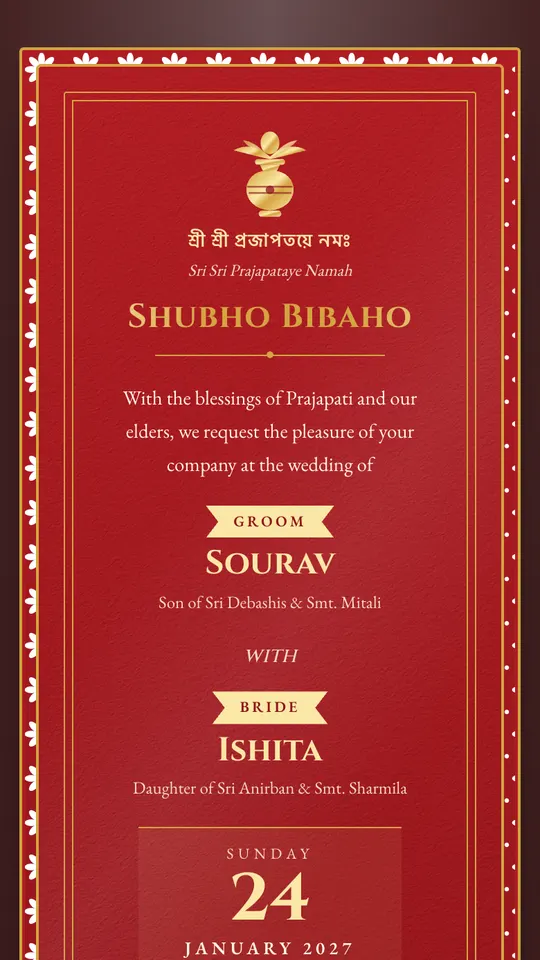 শ্রী শ্রী প্রজাপতয়ে নমঃ
Sri Sri Prajapataye Namah
Shubho Bibaho
With the blessings of Prajapati and our
elders, we request the pleasure of your
company at the wedding of
GROOM
Sourav
Son of Sri Debashis & Smt. Mitali
WITH
BRIDE
Ishita
Daughter of Sri Anirban & Smt. Sharmila
SUNDAY
24
JANUARY 2027